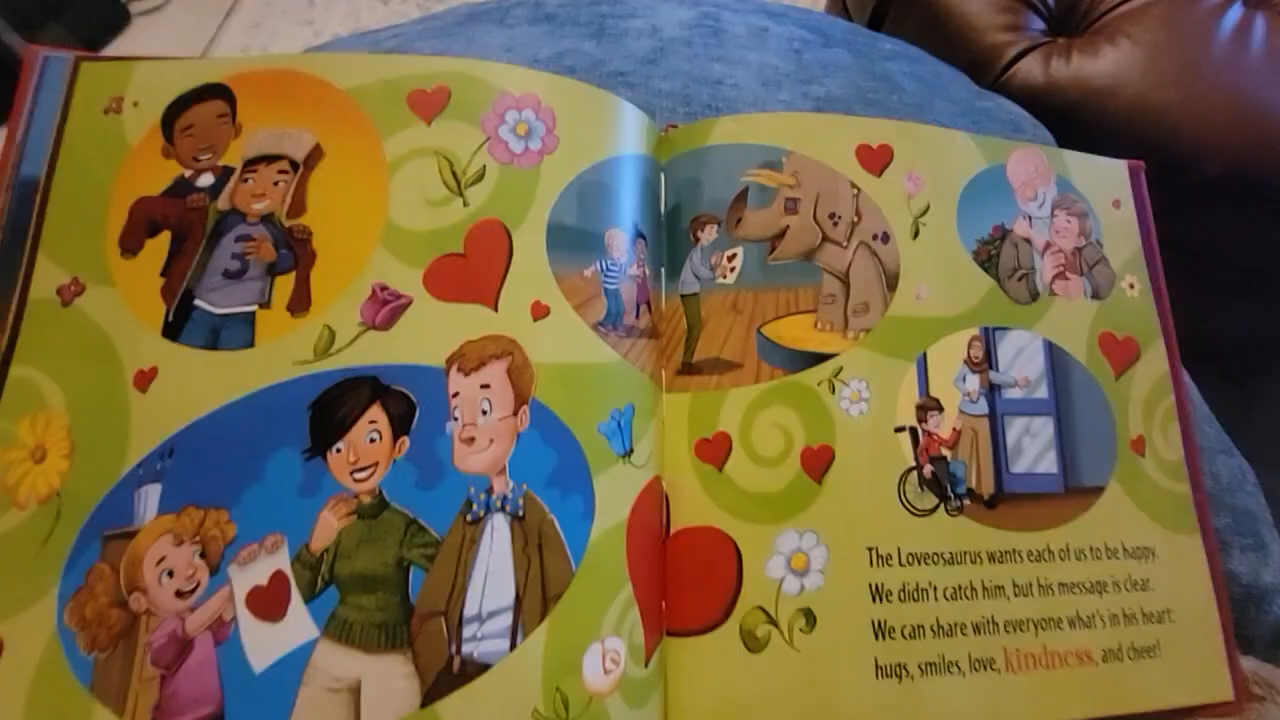 3
The Loveosaurus wants each of us to be happy.
We didn't catch him, but his message is clear.
We can share with everyone what's in his heart:
hugs, smiles, love, kindness, and cheer!